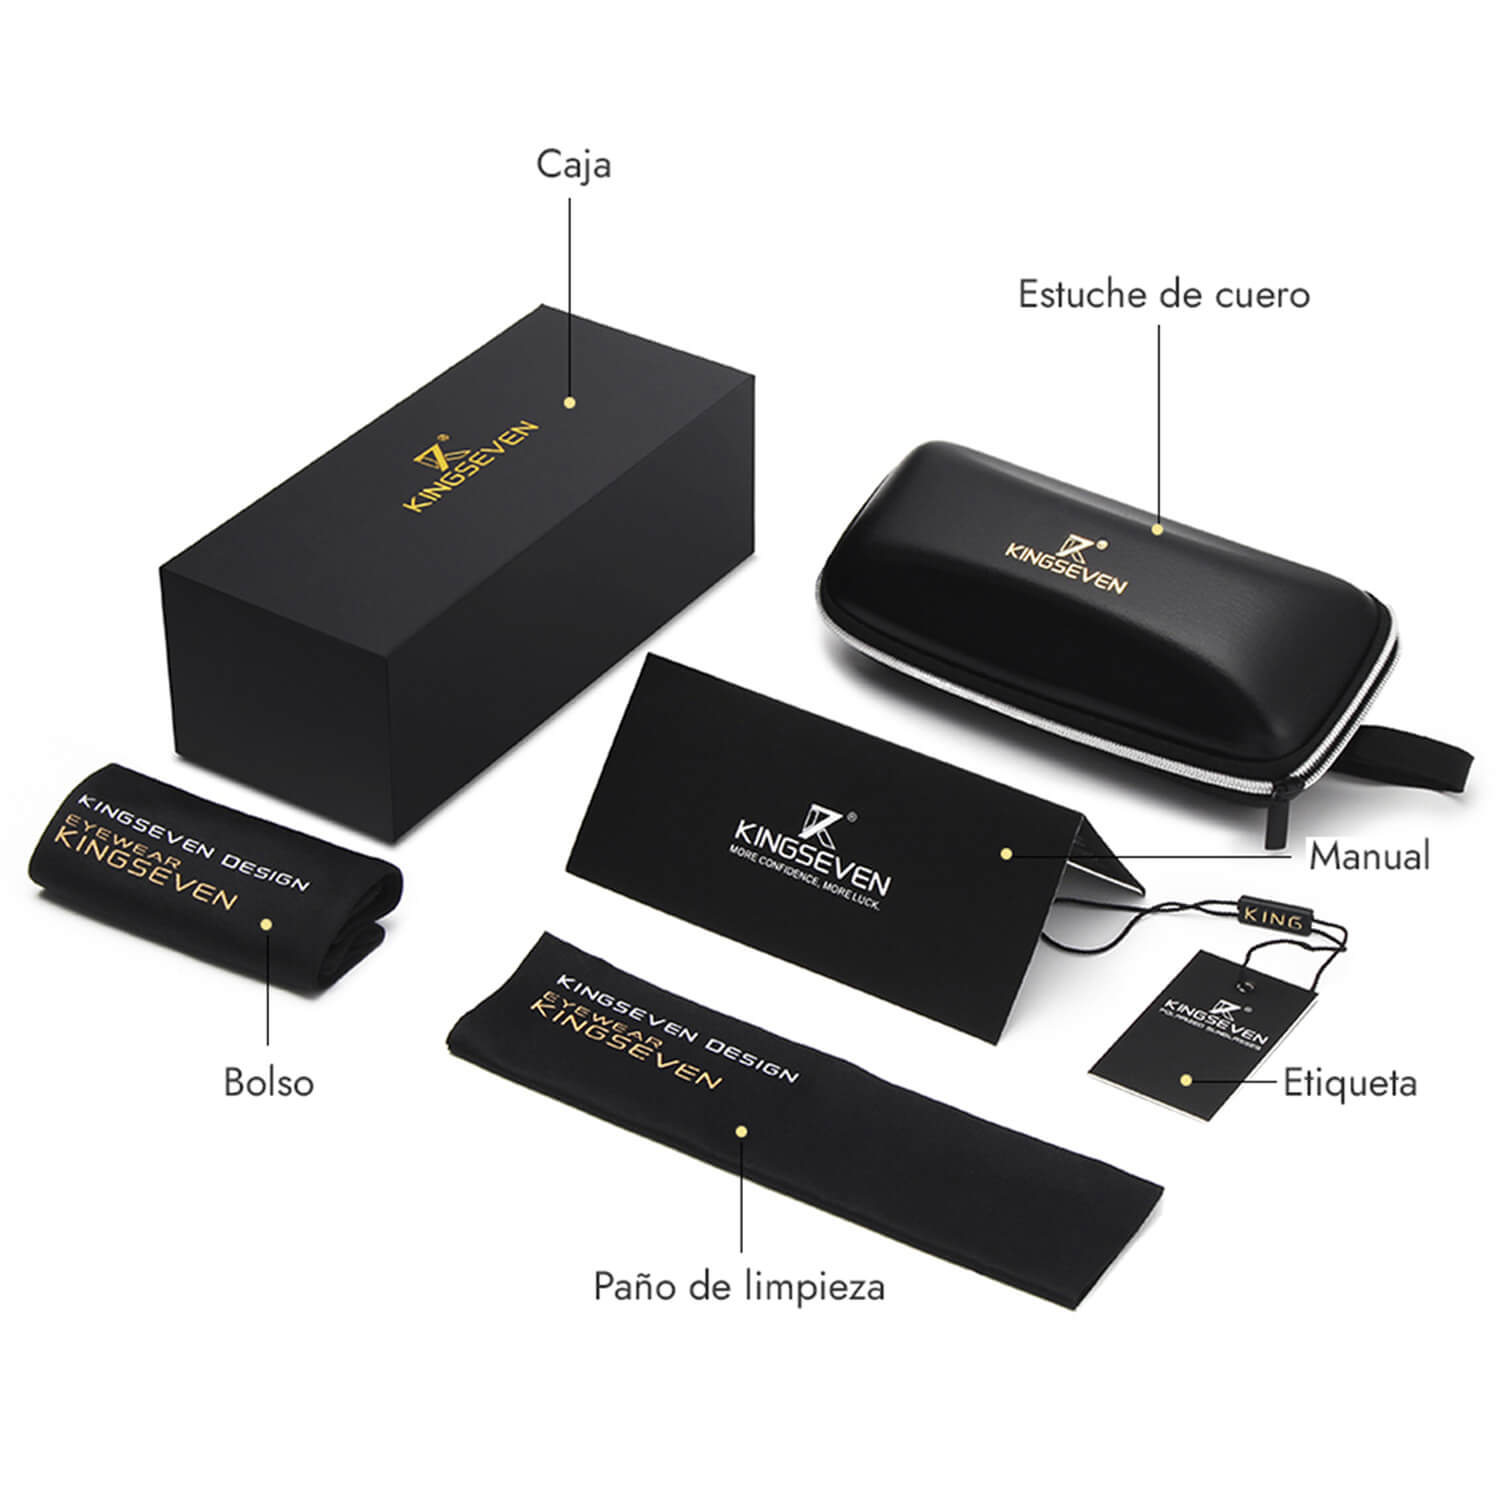 Caja
Estuche de cuero
®
KINGSEVEN
®
KINGSEVEN
KINGSEVEN DESIGN
EYEWEAR
KINGSEVEN
®
KINGSEVEN
MORE CONFIDENCE, MORE LUCK.
Manual
KING
®
KINGSEVEN
POLARIZED SUNGLASSES
Etiqueta
KINGSEVEN DESIGN
EYEWEAR
KINGSEVEN
Bolso
Paño de limpieza